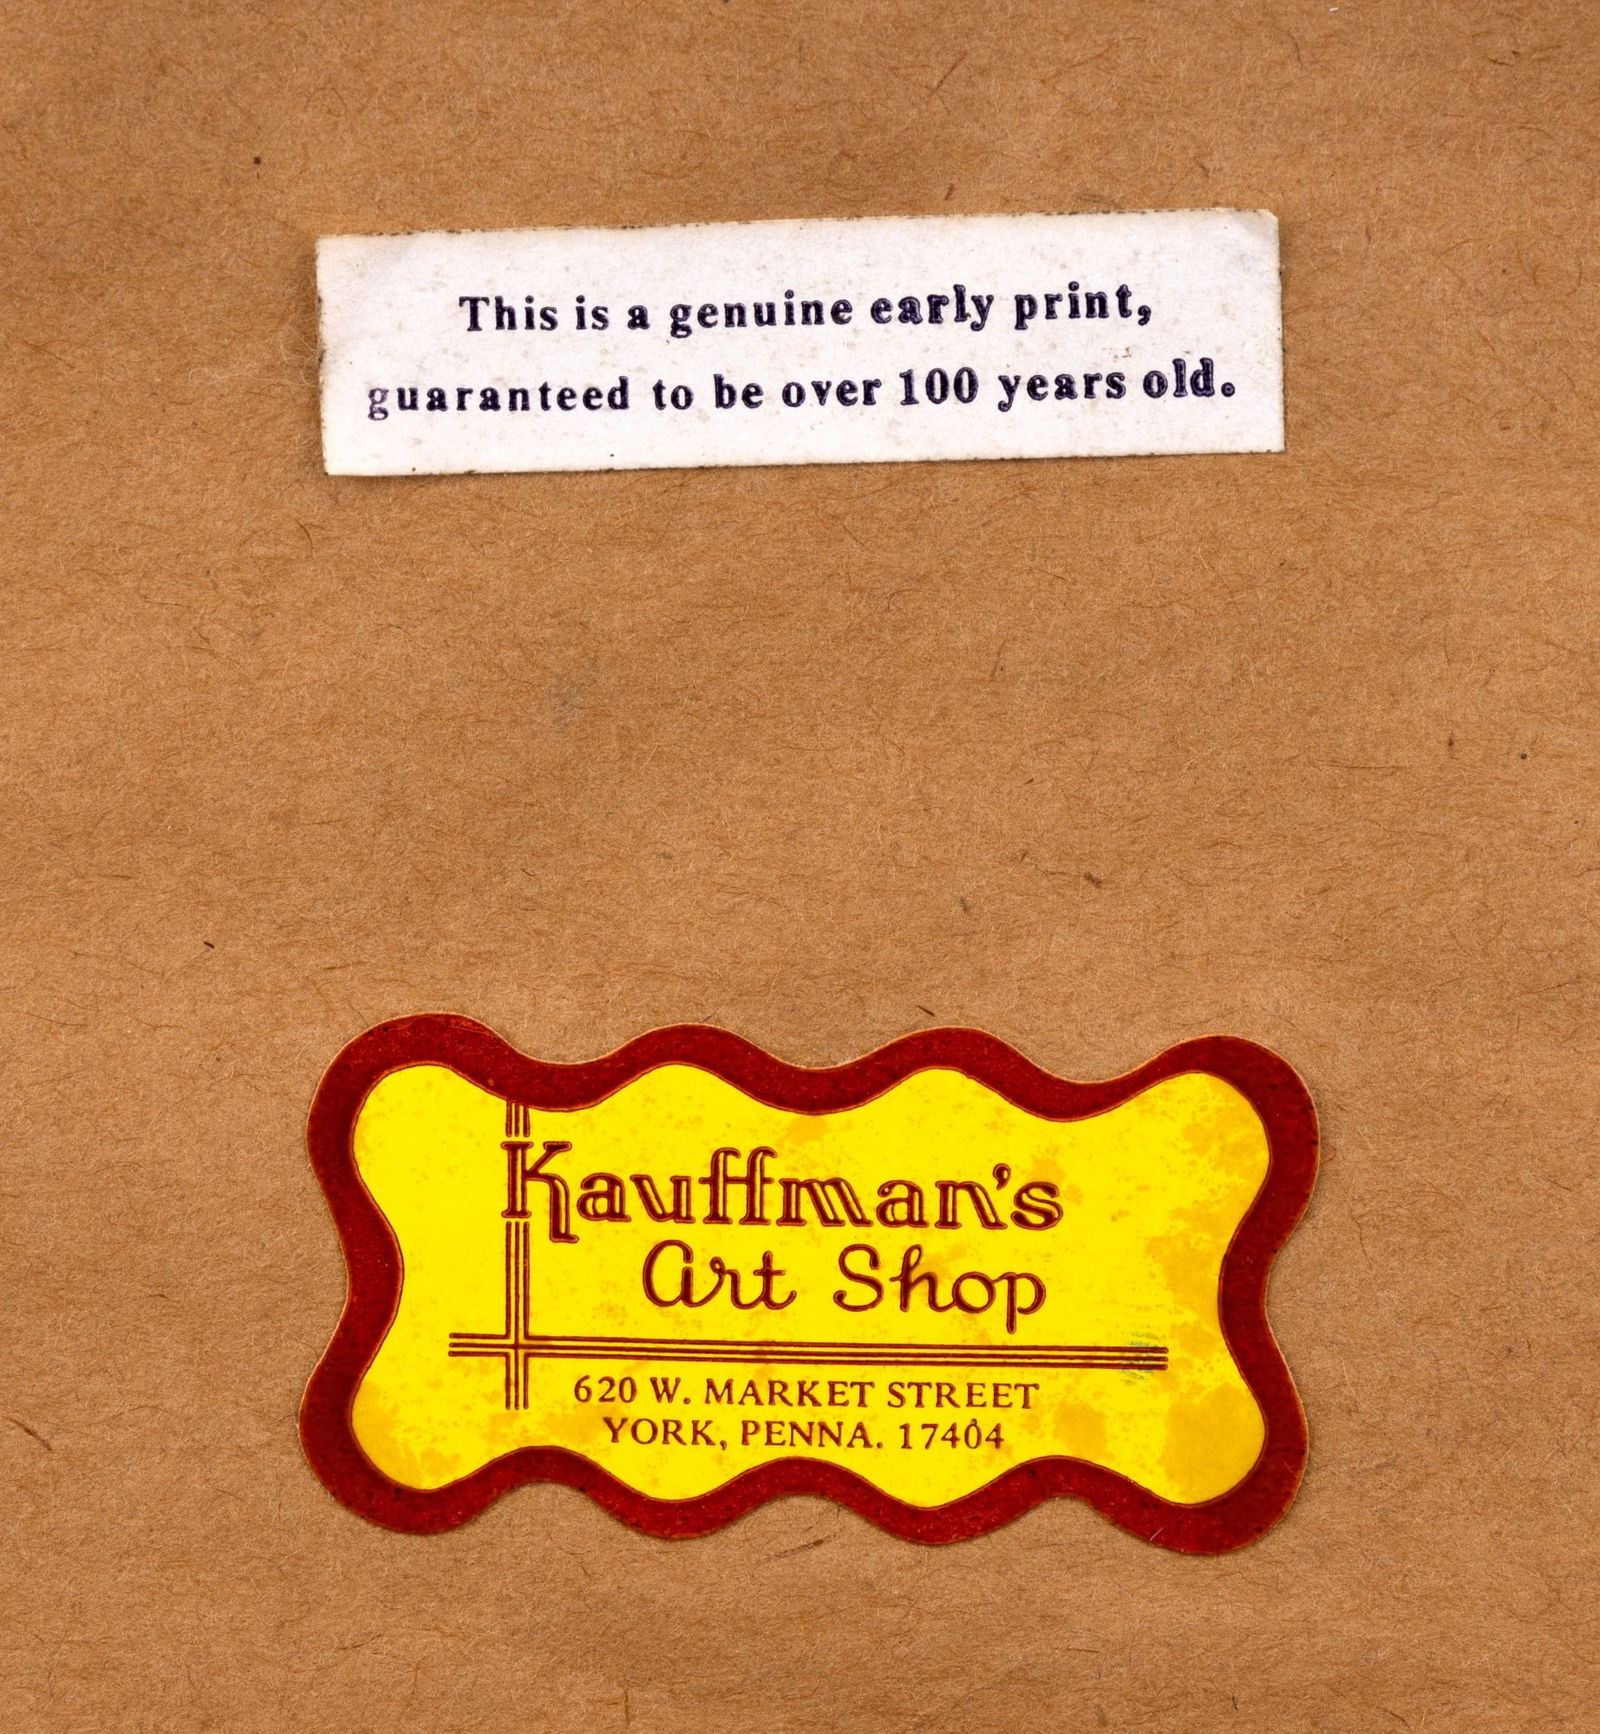 This is a genuine early print,
guaranteed to be over 100 years old.
Kauffman's
Art Shop
620 W. MARKET STREET
YORK, PENNA. 17404